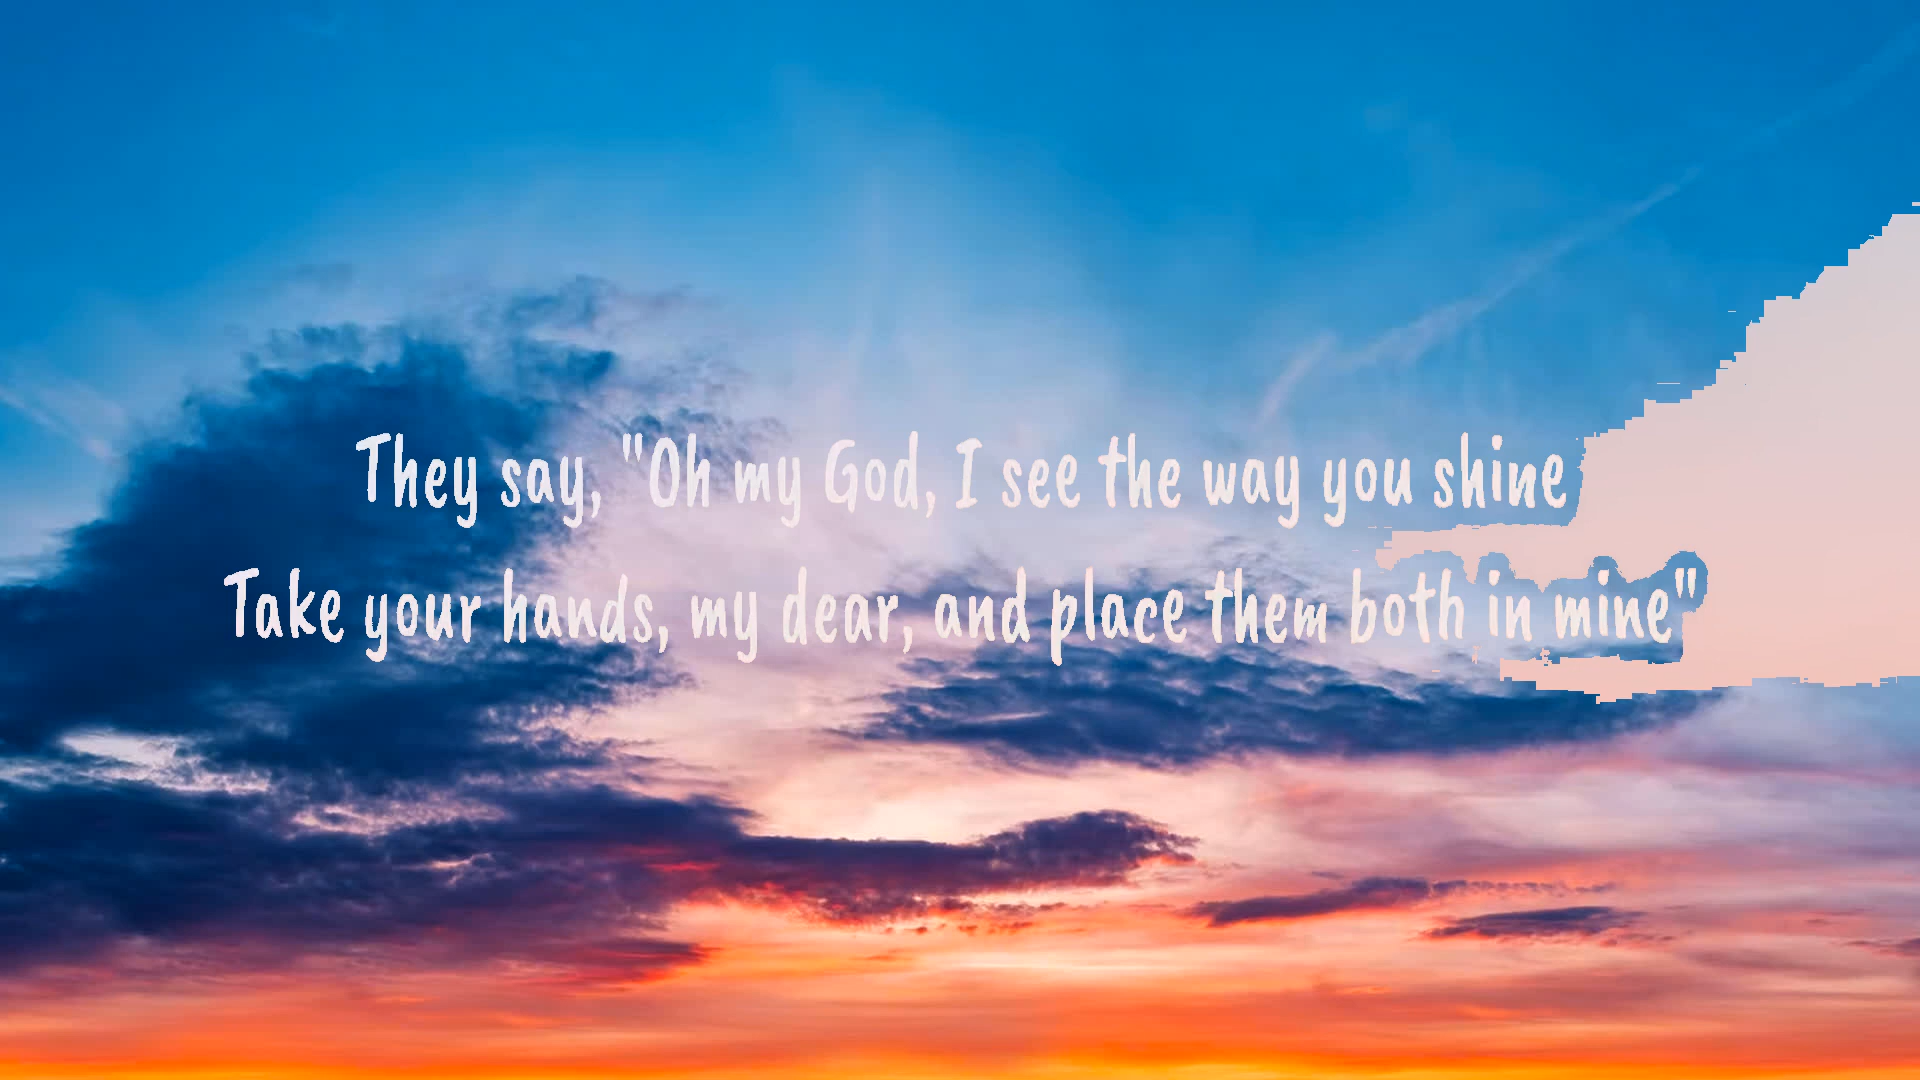 They say, "Oh my God, I see the way you shine
Take your hands, my dear, and place them both in mine"